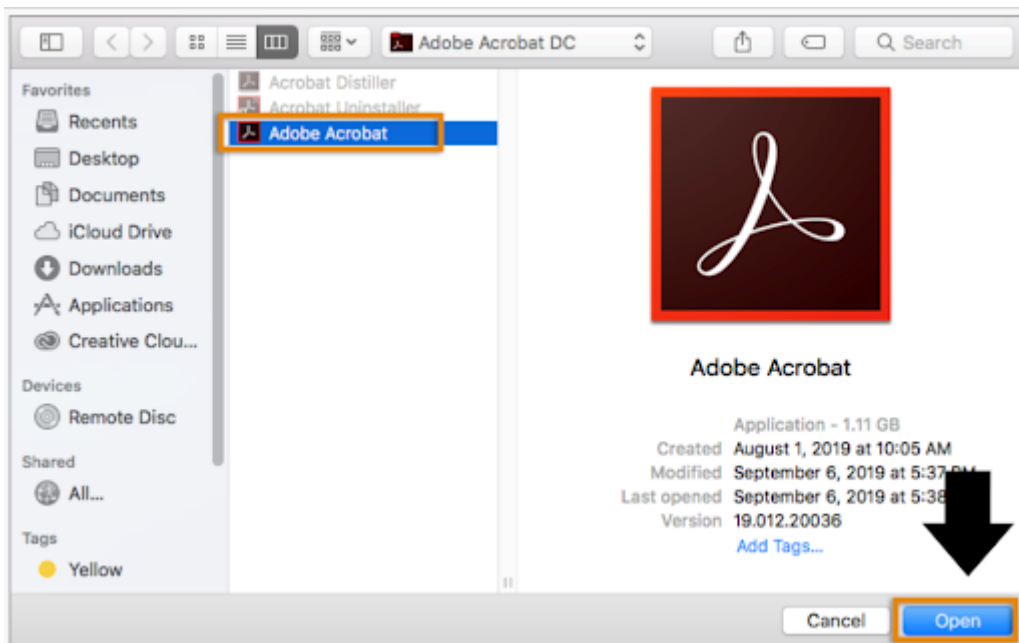 Adobe Acrobat DC
Search
Favorites
Recents
Desktop
Documents
iCloud Drive
Downloads
Applications
Creative Clou...
Devices
Remote Disc
Shared
All...
Tags
Yellow
Acrobat Distiller
Acrobat Uninstaller
Adobe Acrobat
Adobe Acrobat
Application - 1.11 GB
Created August 1, 2019 at 10:05 AM
Modified September 6, 2019 at 5:37 PM
Last opened September 6, 2019 at 5:38
Version 19.012.20036
Add Tags...
Cancel
Open